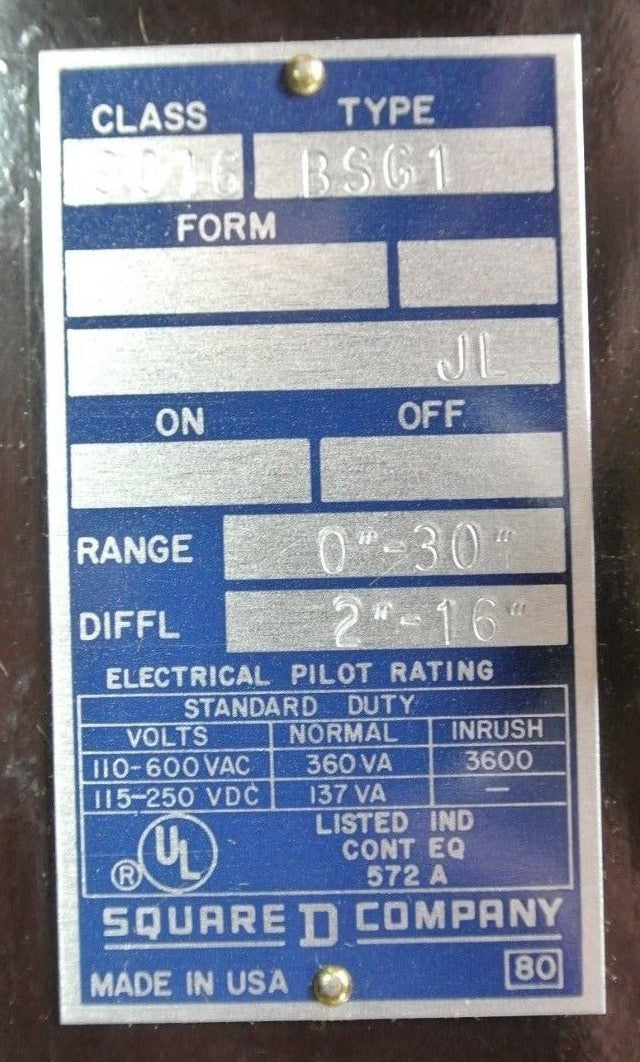 CLASS TYPE
9016 BSG1
FORM
JL
ON OFF
RANGE 0"-30"
DIFFL 2"-16"
ELECTRICAL PILOT RATING
STANDARD DUTY
VOLTS NORMAL INRUSH
110-600 VAC 360 VA 3600
115-250 VDC 137 VA —
® UL LISTED IND
CONT EQ
572 A
SQUARE D COMPANY
MADE IN USA 80